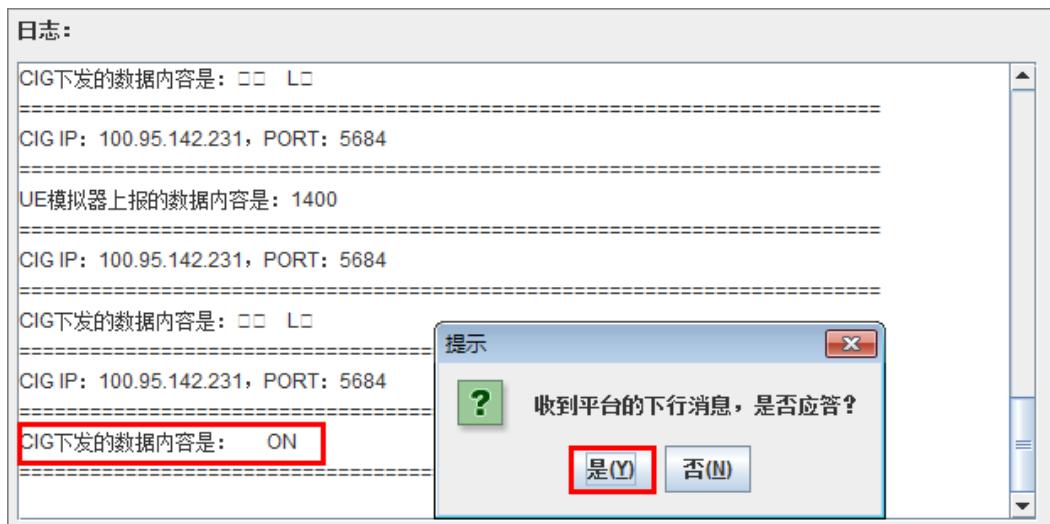 日志：
CIG下发的数据内容是：□□ L□
==========================================================================
CIG IP：100.95.142.231，PORT：5684
==========================================================================
UE模拟器上报的数据内容是：1400
==========================================================================
CIG IP：100.95.142.231，PORT：5684
==========================================================================
CIG下发的数据内容是：□□ L□
===================================
CIG IP：100.95.142.231，PORT：5684
===================================
CIG下发的数据内容是： ON
===================================
提示
收到平台的下行消息，是否应答？
是(Y)
否(N)